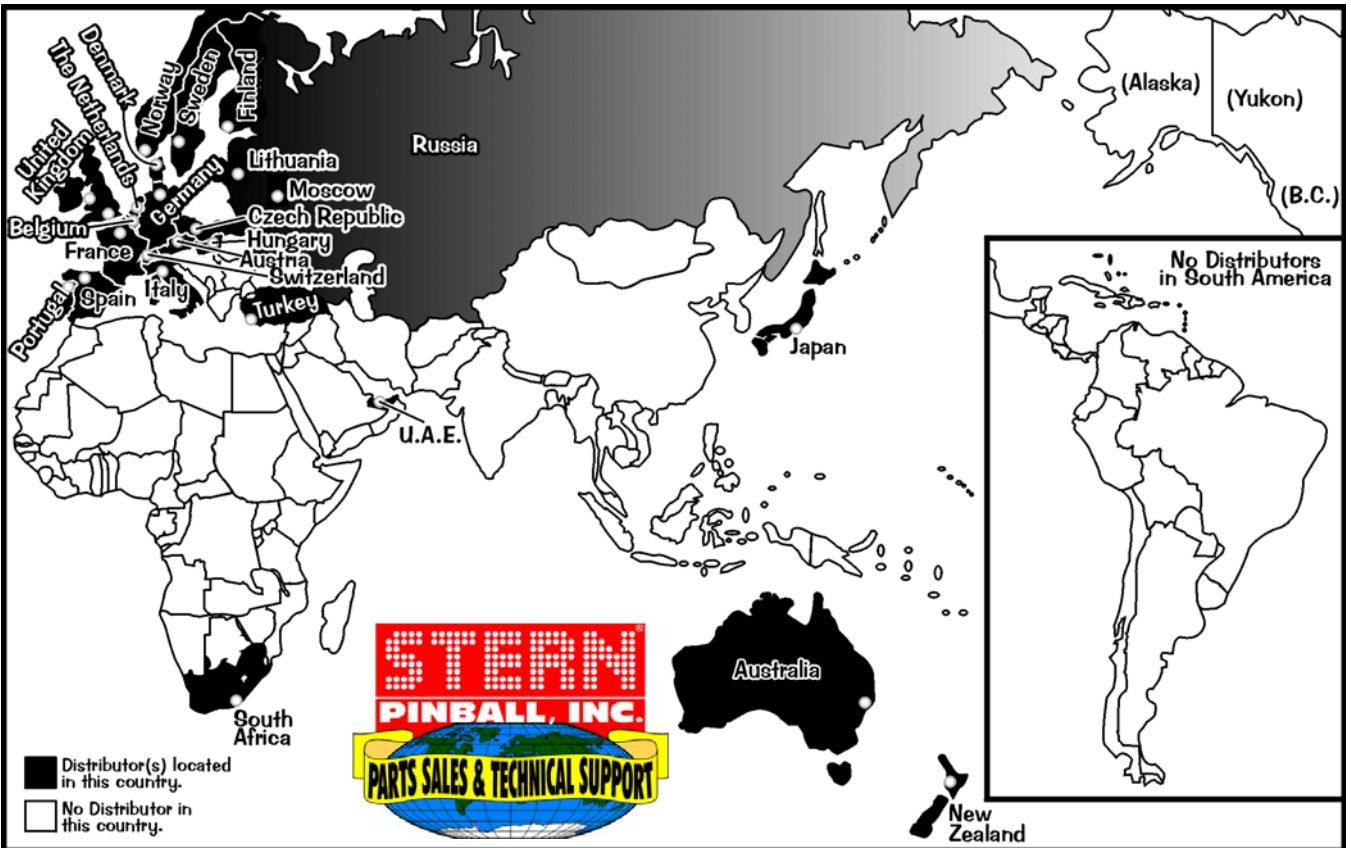 Denmark
The Netherlands
Norway
Sweden
Finland
United
Kingdom
Germany
Lithuania
Moscow
Russia
Belgium
Czech Republic
France
Hungary
Austria
Switzerland
Portugal
Spain
Italy
Turkey
(Alaska)
(Yukon)
(B.C.)
No Distributors
in South America
Japan
U.A.E.
Australia
South
Africa
New
Zealand
STERN®
PINBALL, INC.
PARTS SALES & TECHNICAL SUPPORT
Distributor(s) located
in this country.
No Distributor in
this country.